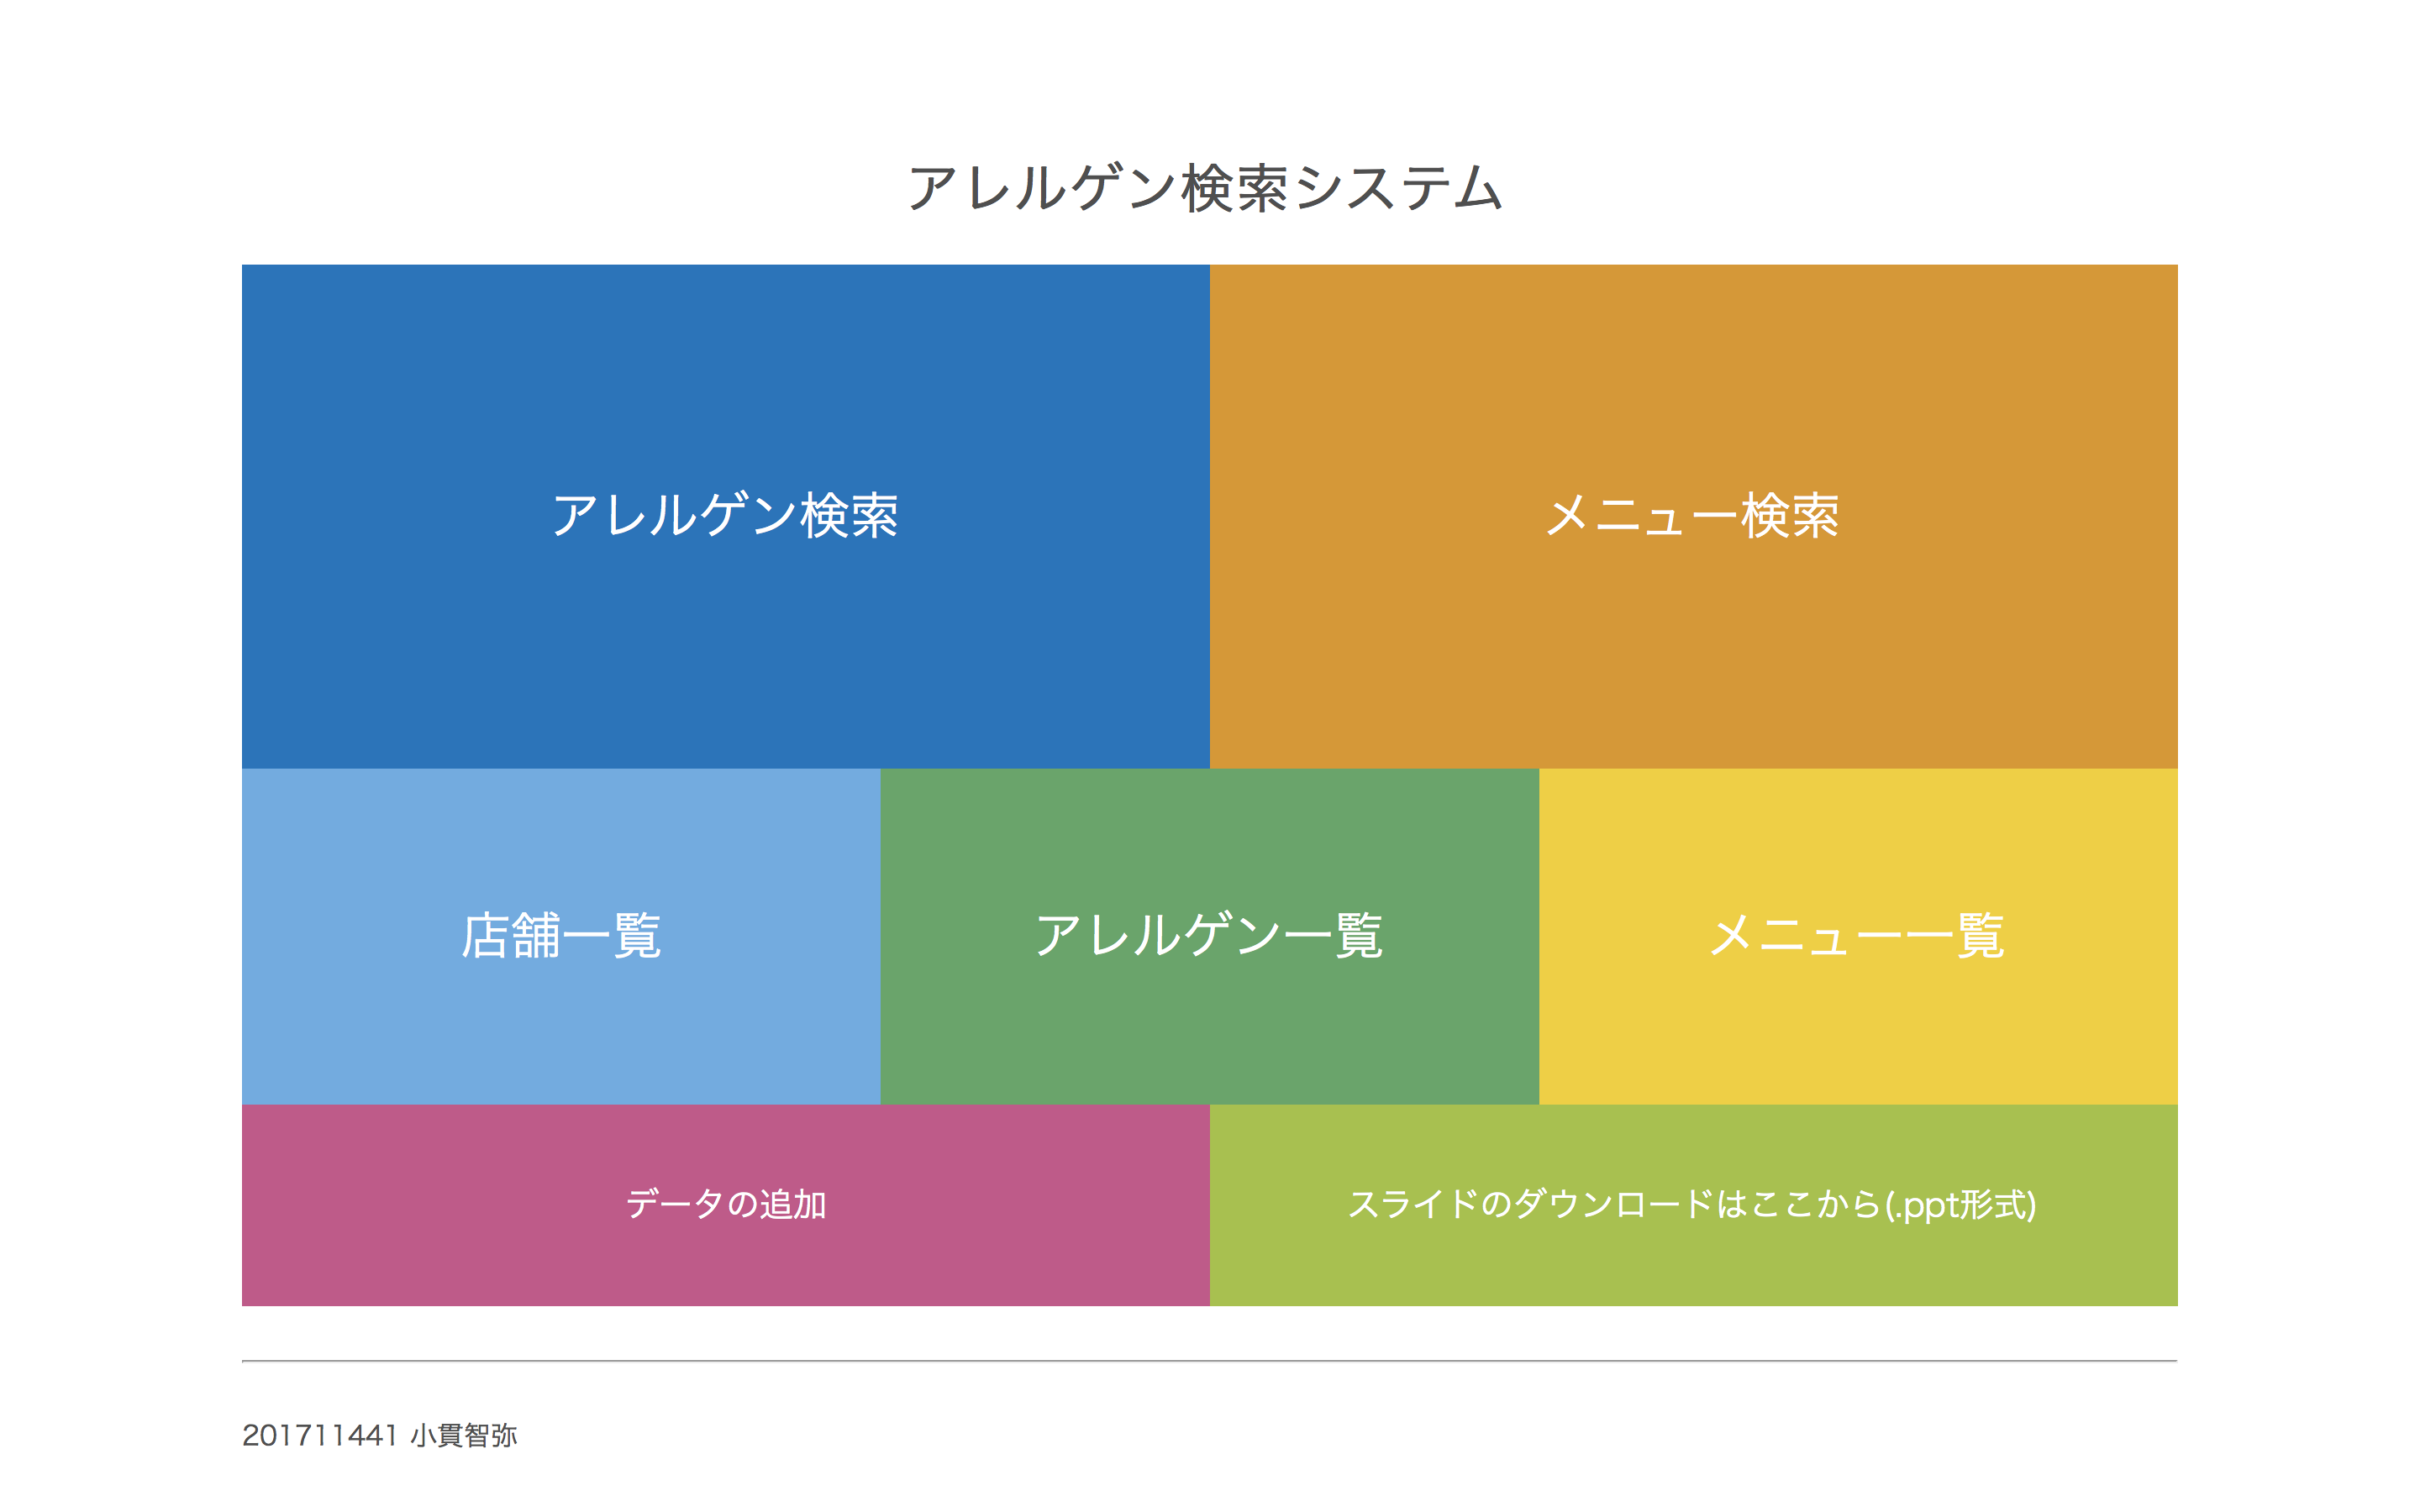 アレルゲン検索システム
アレルゲン検索
メニュー検索
店舗一覧
アレルゲン一覧
メニュー一覧
データの追加
スライドのダウンロードはここから(.ppt形式)
201711441 小貫智弥